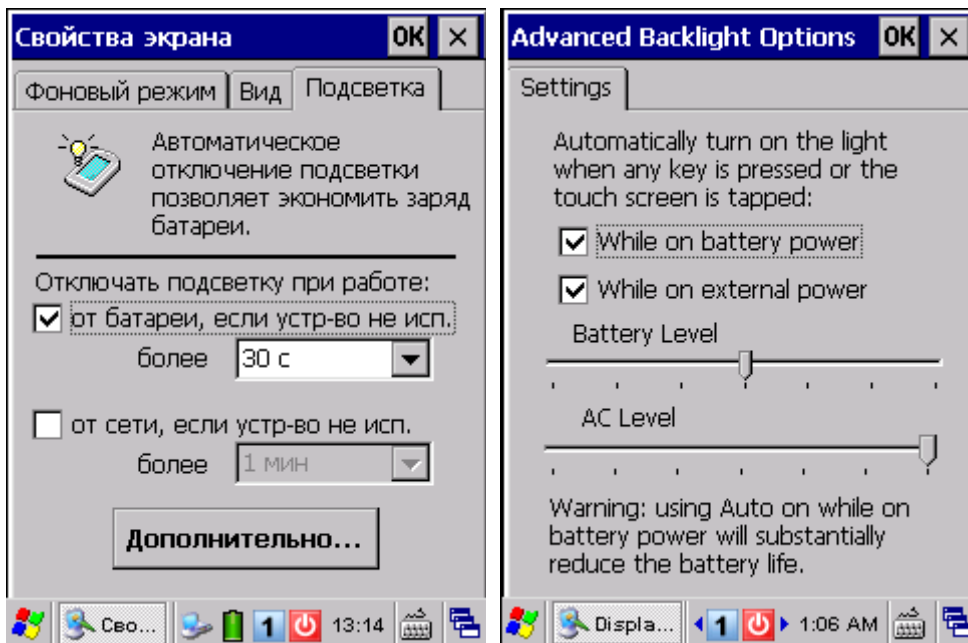 Свойства экрана
OK
Фоновый режим
Вид
Подсветка
Автоматическое
отключение подсветки
позволяет экономить заряд
батареи.
Отключать подсветку при работе:
от батареи, если устр-во не исп.
более
30 с
от сети, если устр-во не исп.
более
1 мин
Дополнительно...
Сво...
1
13:14
Advanced Backlight Options
OK
Settings
Automatically turn on the light
when any key is pressed or the
touch screen is tapped:
While on battery power
While on external power
Battery Level
AC Level
Warning: using Auto on while on
battery power will substantially
reduce the battery life.
Displa...
1
1:06 AM